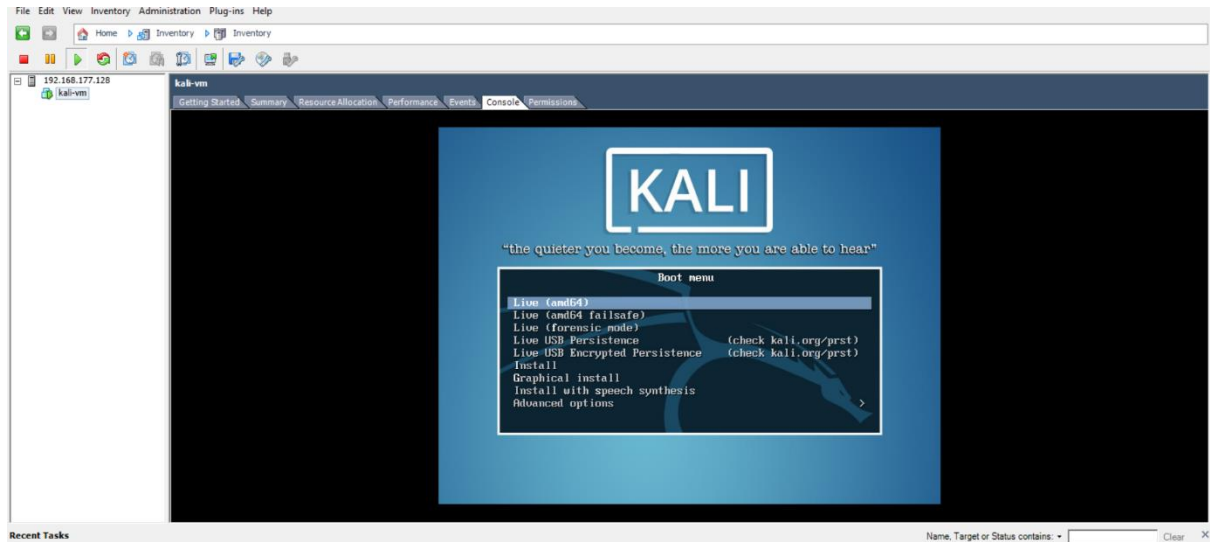 File Edit View Inventory Administration Plug-ins Help
Home Inventory Inventory
192.168.177.128
kali-vm
kali-vm
Getting Started Summary Resource Allocation Performance Events Console Permissions
KALI
“the quieter you become, the more you are able to hear”
Boot menu
Live (amd64)
Live (amd64 failsafe)
Live (forensic mode)
Live USB Persistence (check kali.org/prst)
Live USB Encrypted Persistence (check kali.org/prst)
Install
Graphical install
Install with speech synthesis
Advanced options >
Recent Tasks Name, Target or Status contains: Clear X